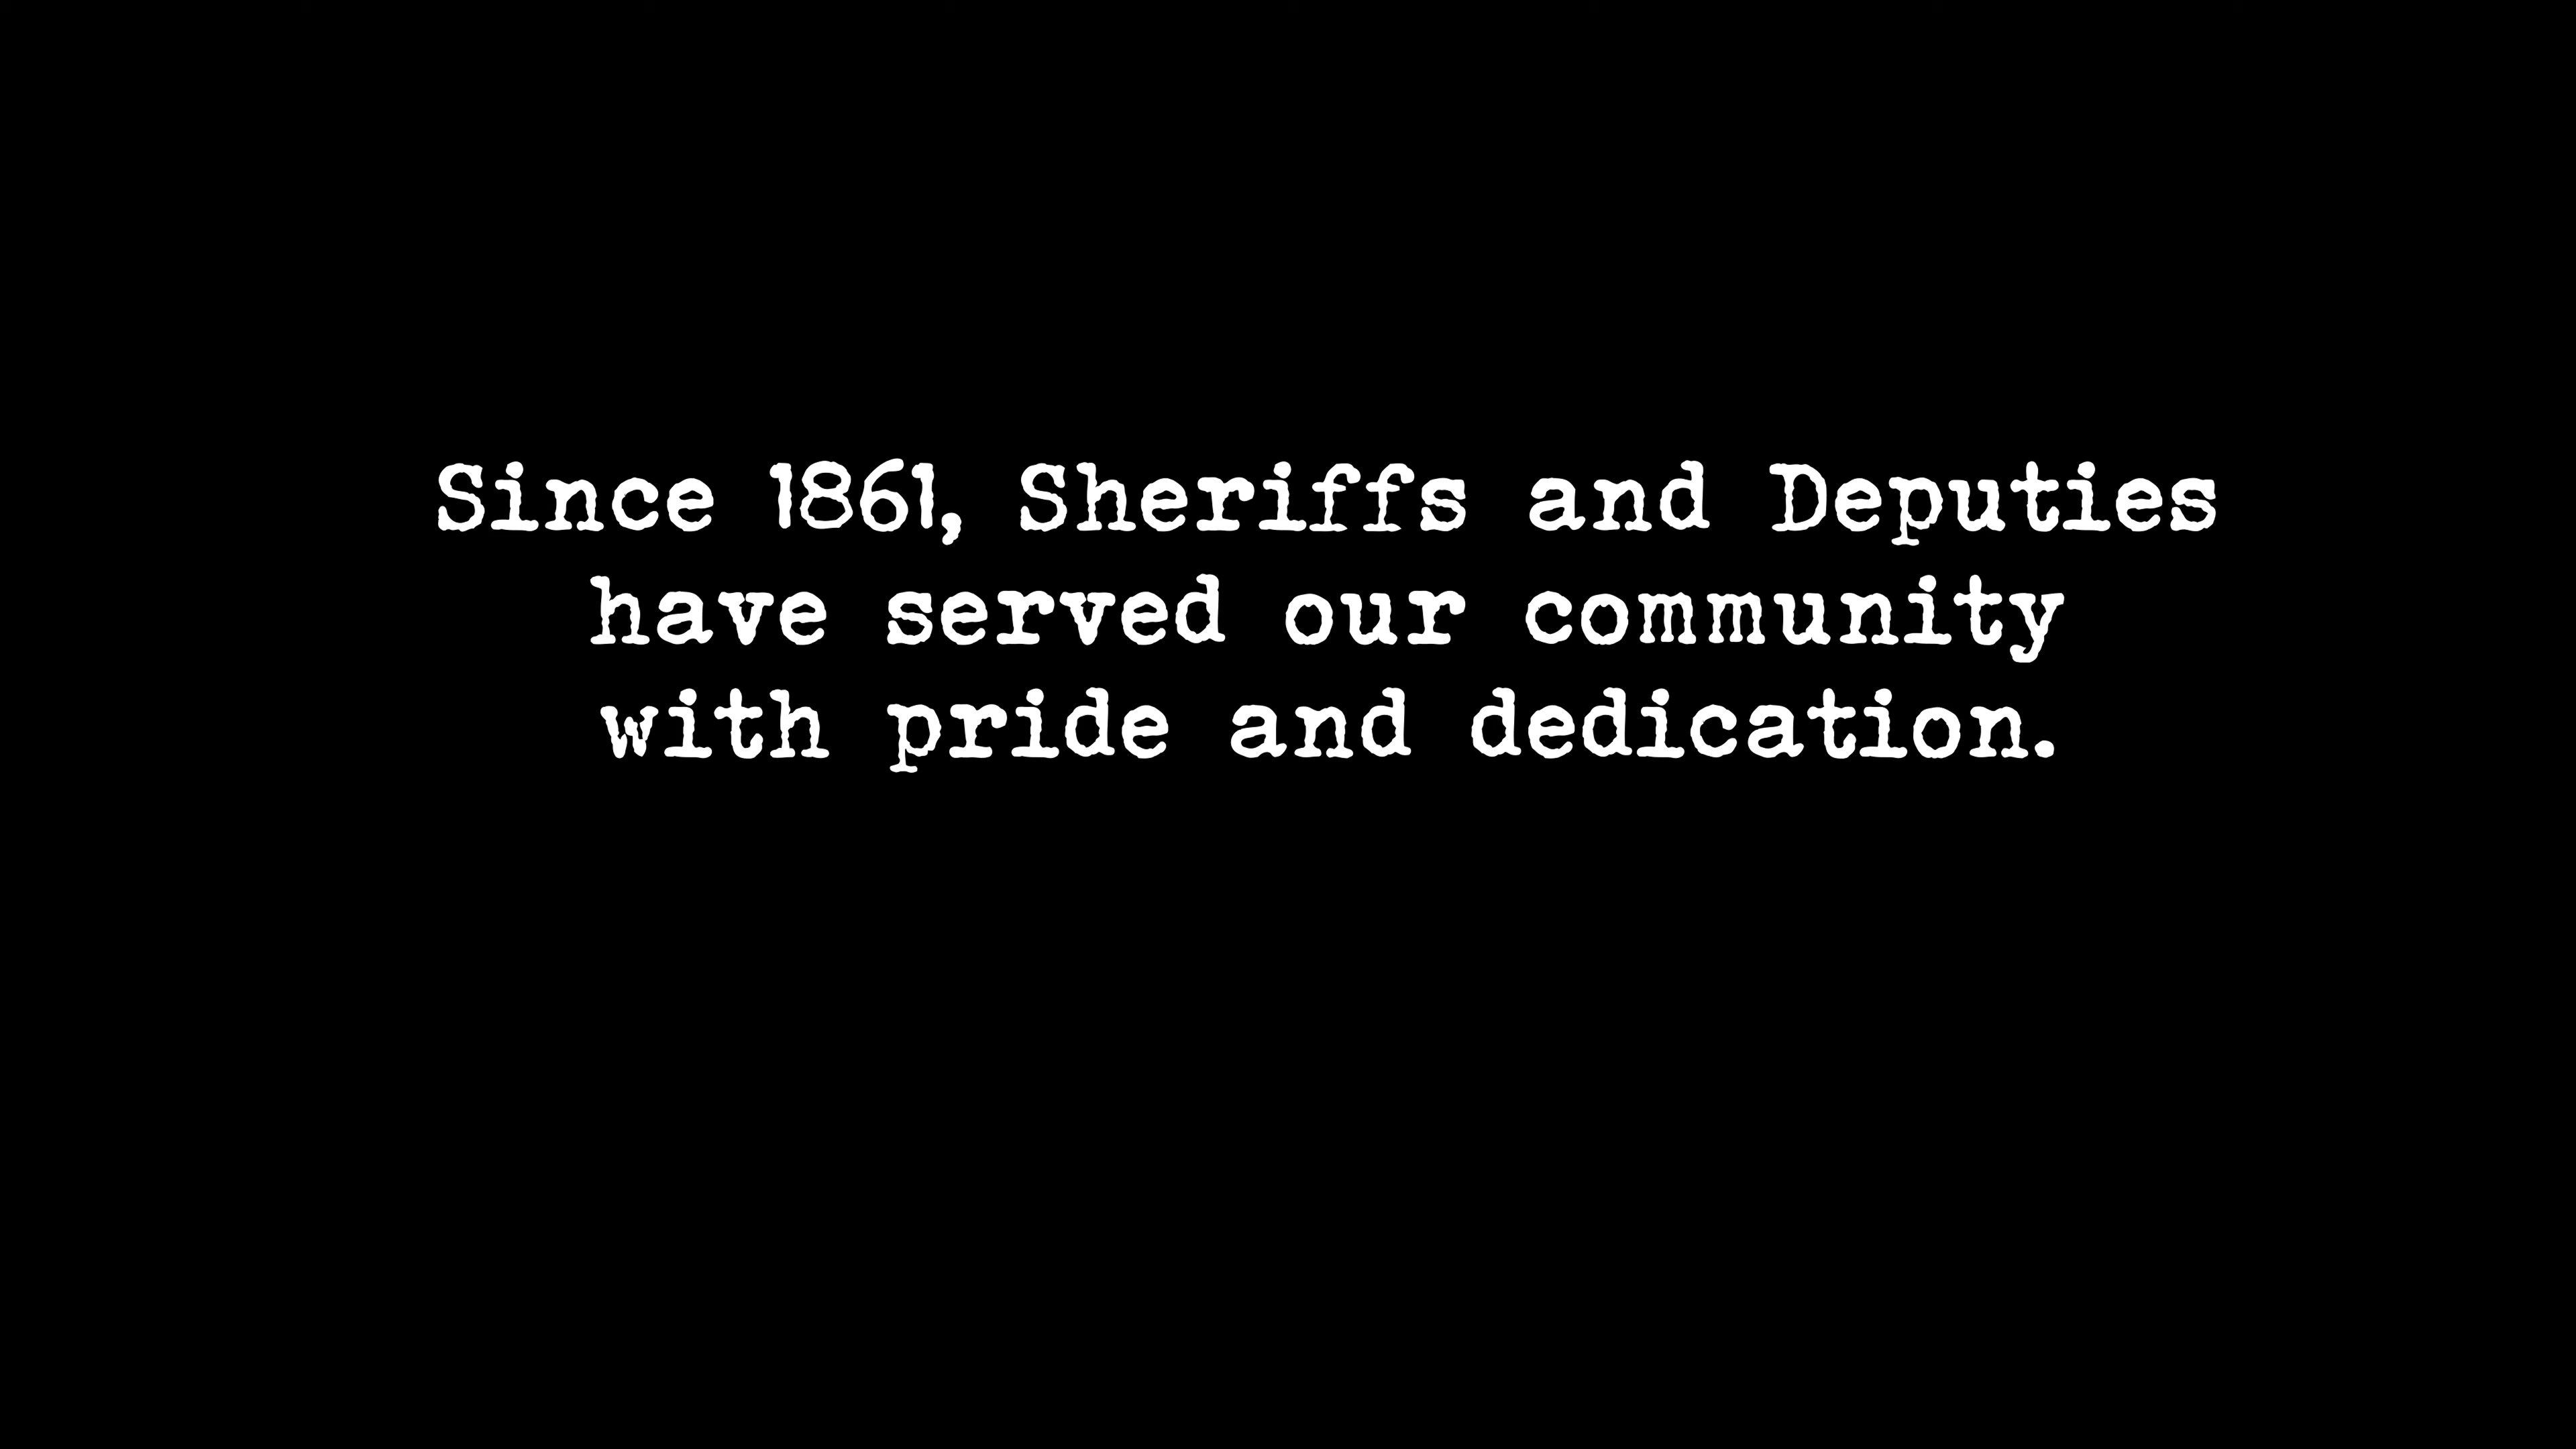 Since 1861, Sheriffs and Deputies
have served our community
with pride and dedication.